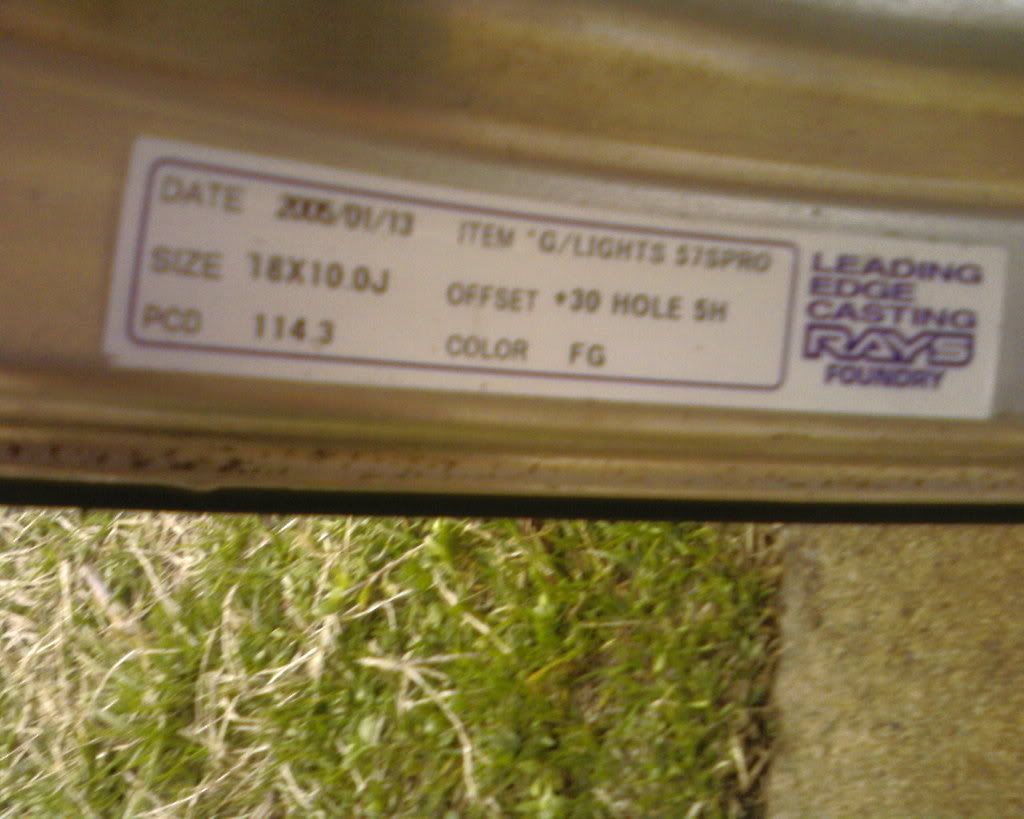 DATE 2005/01/13 ITEM *G/LIGHTS 57SPRO
SIZE 18X10.0J OFFSET +30 HOLE 5H
PCD 114.3 COLOR FG
LEADING
EDGE
CASTING
RAYS
FOUNDRY